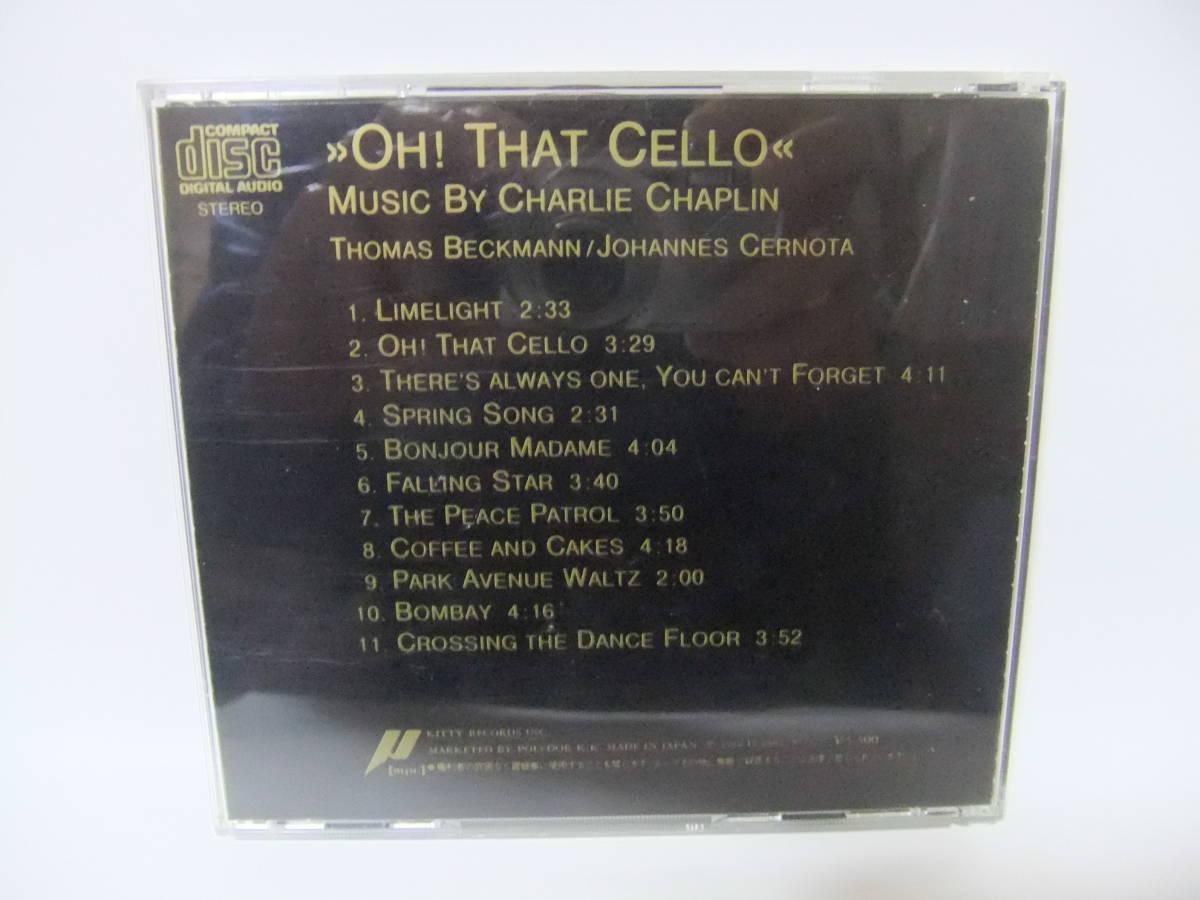 COMPACT
disc
DIGITAL AUDIO
STEREO
»OH! THAT CELLO«
MUSIC BY CHARLIE CHAPLIN
THOMAS BECKMANN/JOHANNES CERNOTA
1. LIMELIGHT 2:33
2. OH! THAT CELLO 3:29
3. THERE'S ALWAYS ONE, YOU CAN'T FORGET 4:11
4. SPRING SONG 2:31
5. BONJOUR MADAME 4:04
6. FALLING STAR 3:40
7. THE PEACE PATROL 3:50
8. COFFEE AND CAKES 4:18
9. PARK AVENUE WALTZ 2:00
10. BOMBAY 4:16
11. CROSSING THE DANCE FLOOR 3:52
μ
KITTY RECORDS INC.
MARKETED BY POLYDOR K.K. MADE IN JAPAN